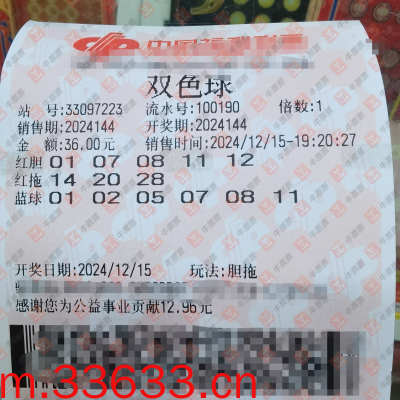 双色球
站 号:33097223 流水号:100190 倍数:1
销售期:2024144 开奖期:2024144
金 额:36.00元 销售时间:2024/12/15-19:20:27
红胆 01 07 08 11 12
红拖 14 20 28
蓝球 01 02 05 07 08 11
开奖日期:2024/12/15 玩法:胆拖
感谢您为公益事业贡献12.96元
m.33633.cn